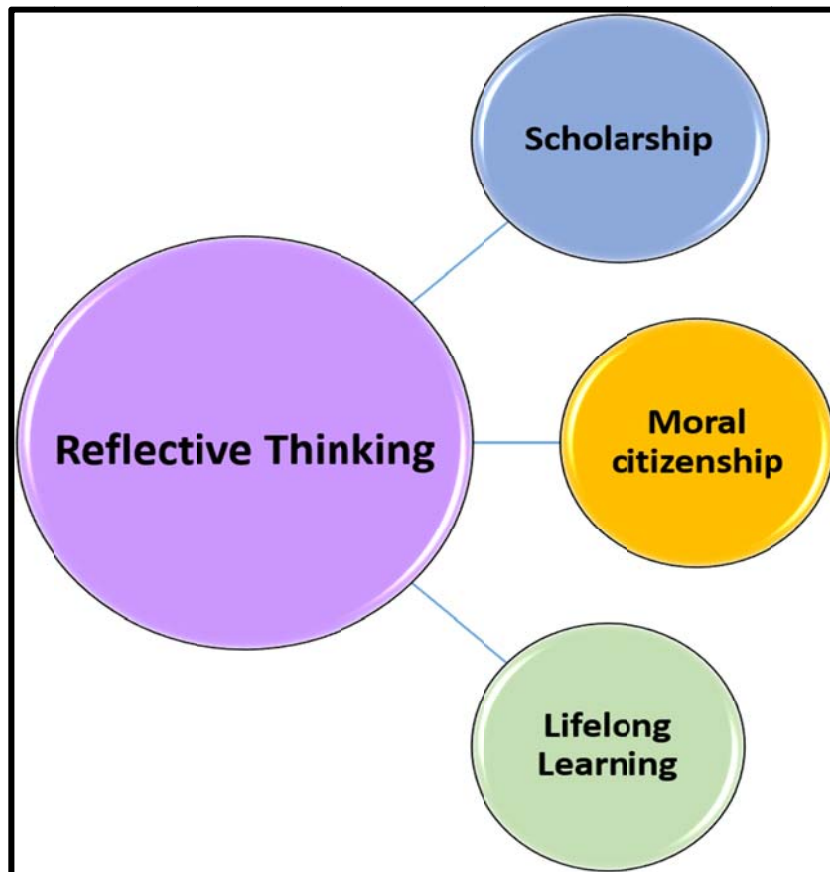 Scholarship
Reflective Thinking
Moral
citizenship
Lifelong
Learning